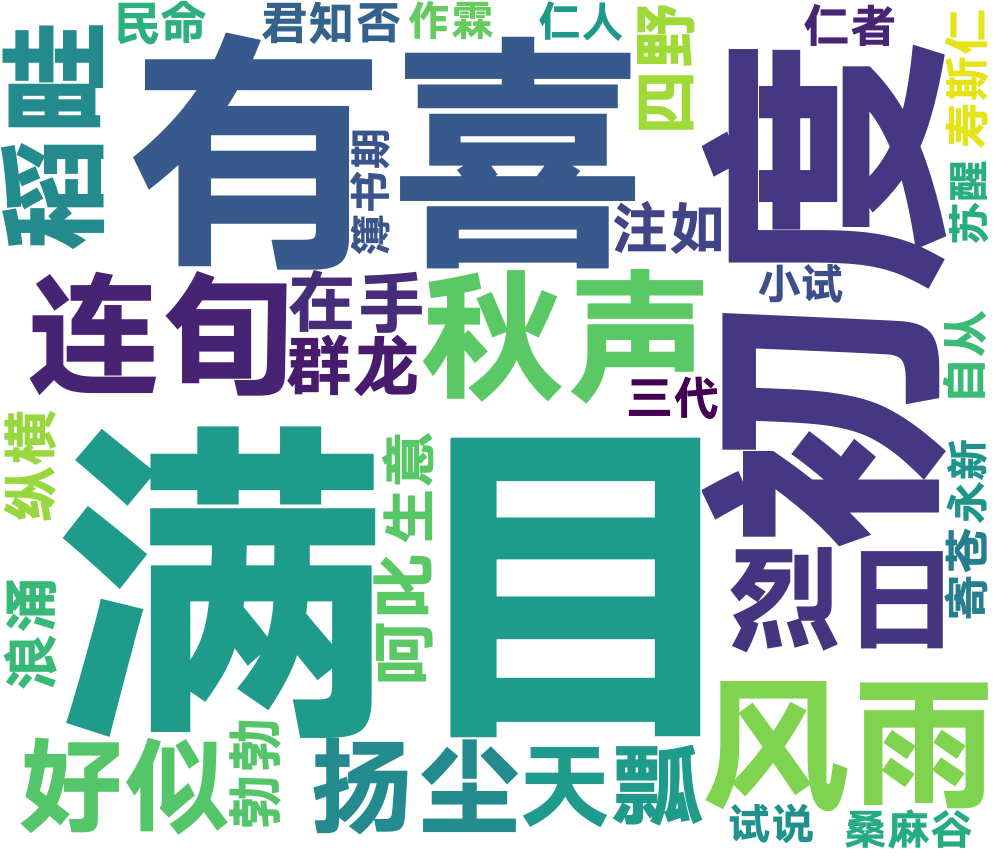 民命
君知否
作霖
仁人
四野
仁者
寿斯仁
稻畦
有喜
簿书期
初度
注如
苏醒
小试
连句
在手
群龙
秋声
三代
自从
纵横
满目
生意
呵叱
烈日
永新
寄苍
浪涌
好似
勃勃
扬尘
天瓢
风雨
试说
桑麻谷